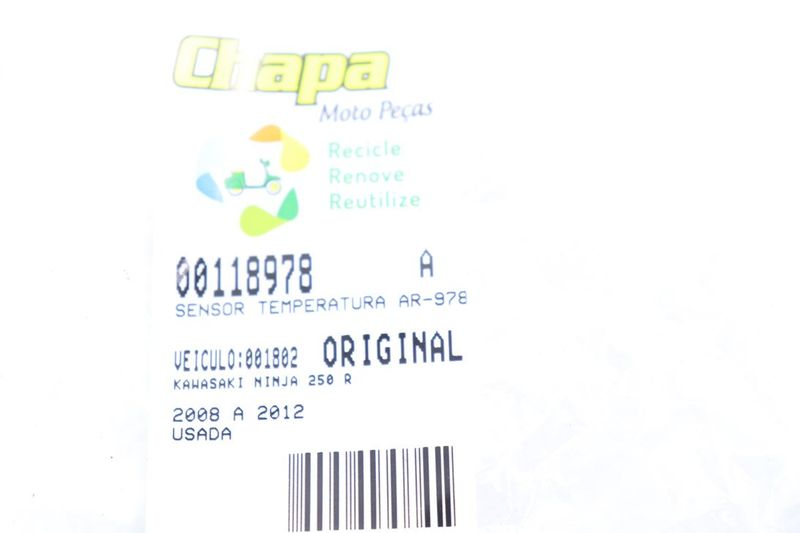 Chapa
Moto Peças
Recicle
Renove
Reutilize
00118978 A
SENSOR TEMPERATURA AR-978
VEICULO:001802 ORIGINAL
KAWASAKI NINJA 250 R
2008 A 2012
USADA